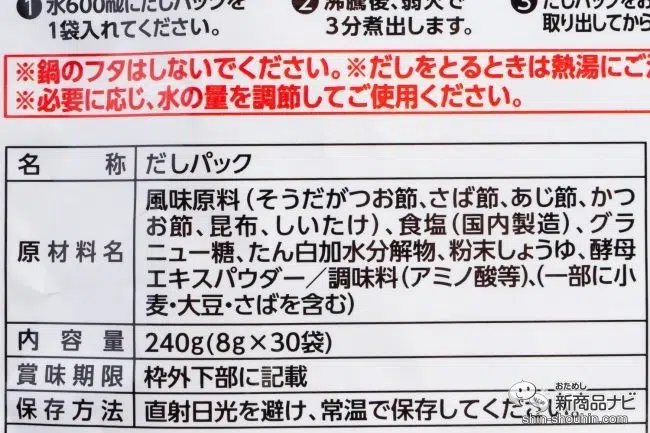 ❶水600mlにだしパックを
1袋入れてください。
❷沸騰後、弱火で
3分煮出します。
❸だしパックを
取り出してから
※鍋のフタはしないでください。※だしをとるときは熱湯にご
※必要に応じ、水の量を調節してご使用ください。
名称 だしパック
原材料名 風味原料(そうだがつお節、さば節、あじ節、かつ
お節、昆布、しいたけ)、食塩(国内製造)、グラ
ニュー糖、たん白加水分解物、粉末しょうゆ、酵母
エキスパウダー/調味料(アミノ酸等)、(一部に小
麦・大豆・さばを含む)
内容量 240g(8g×30袋)
賞味期限 枠外下部に記載
保存方法 直射日光を避け、常温で保存してください。
おためし
新商品ナビ
shin-shouhin.com